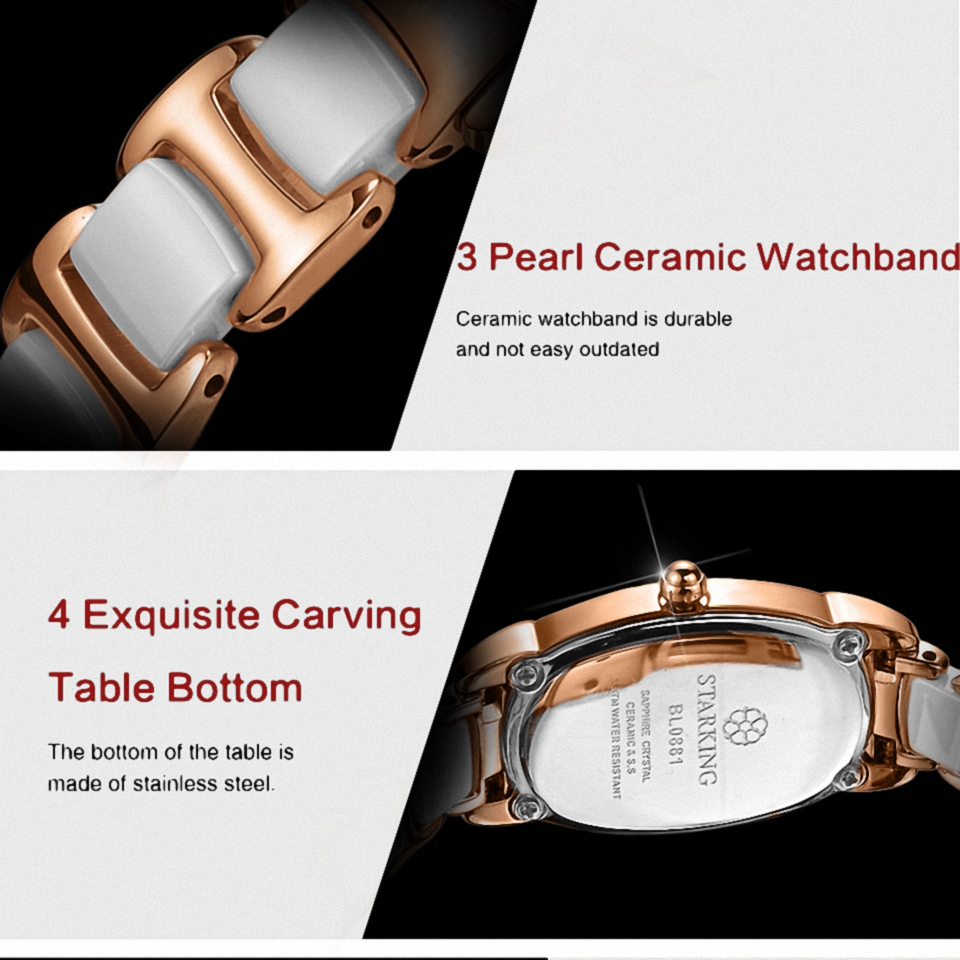 3 Pearl Ceramic Watchband
Ceramic watchband is durable
and not easy outdated
4 Exquisite Carving
Table Bottom
The bottom of the table is
made of stainless steel.
STARKING
BL0881
SAPPHIRE CRYSTAL
CERAMIC & S.S
WATER RESISTANT